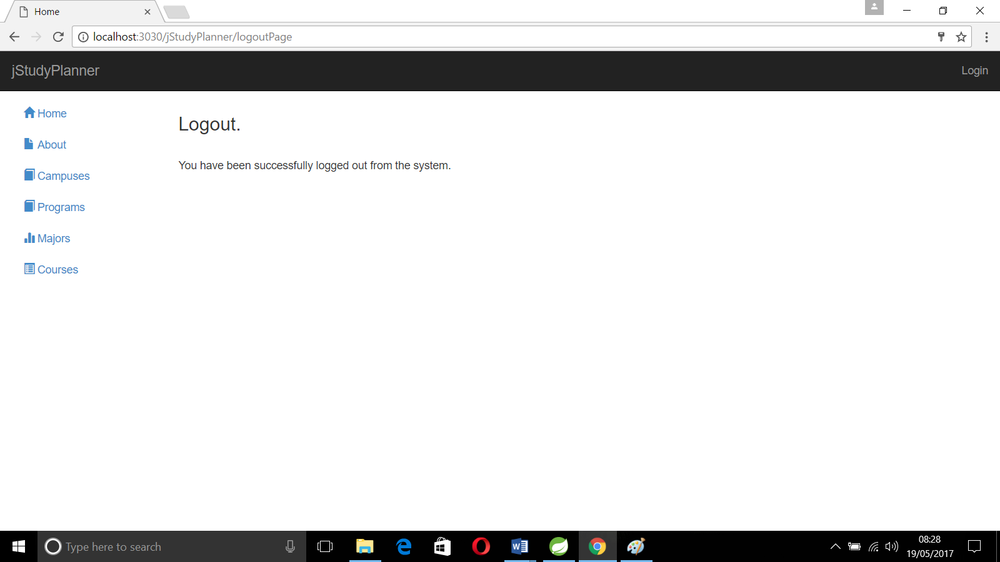 Home
localhost:3030/jStudyPlanner/logoutPage
jStudyPlanner
Login
Home
About
Campuses
Programs
Majors
Courses
Logout.
You have been successfully logged out from the system.
Type here to search
08:28
19/05/2017